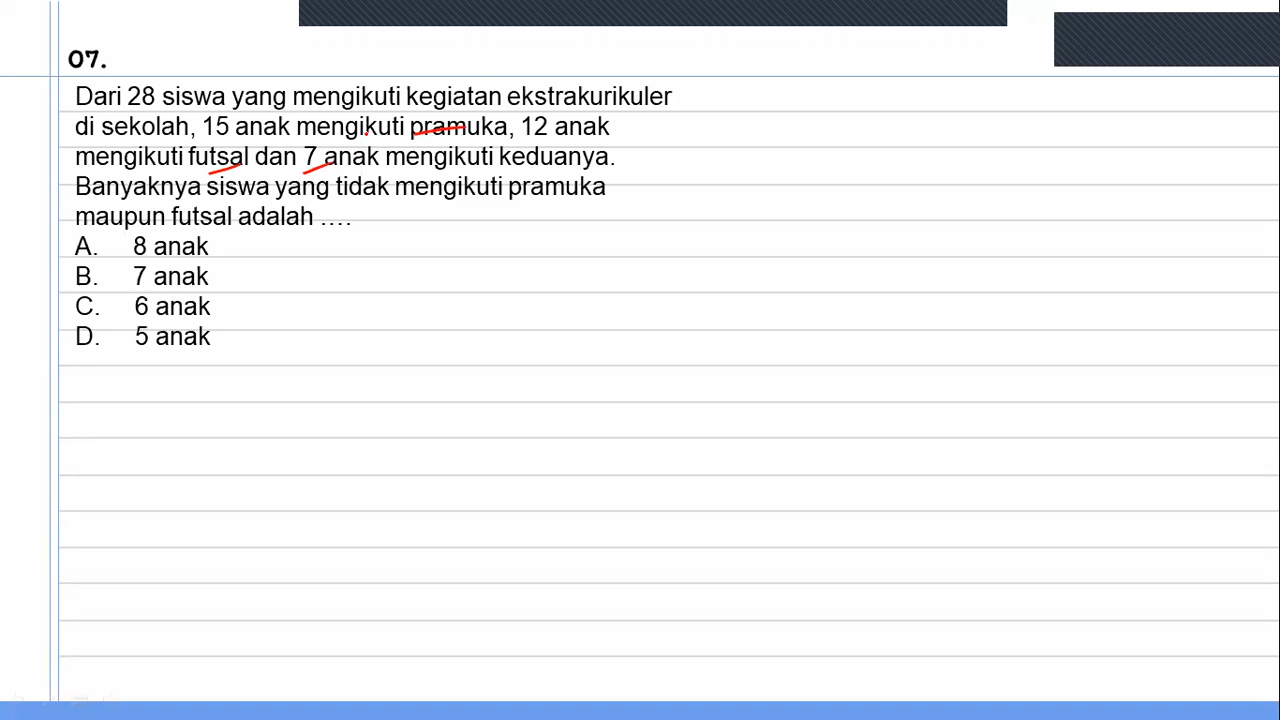 07.
Dari 28 siswa yang mengikuti kegiatan ekstrakurikuler
di sekolah, 15 anak mengikuti pramuka, 12 anak
mengikuti futsal dan 7 anak mengikuti keduanya.
Banyaknya siswa yang tidak mengikuti pramuka
maupun futsal adalah ….
A. 8 anak
B. 7 anak
C. 6 anak
D. 5 anak